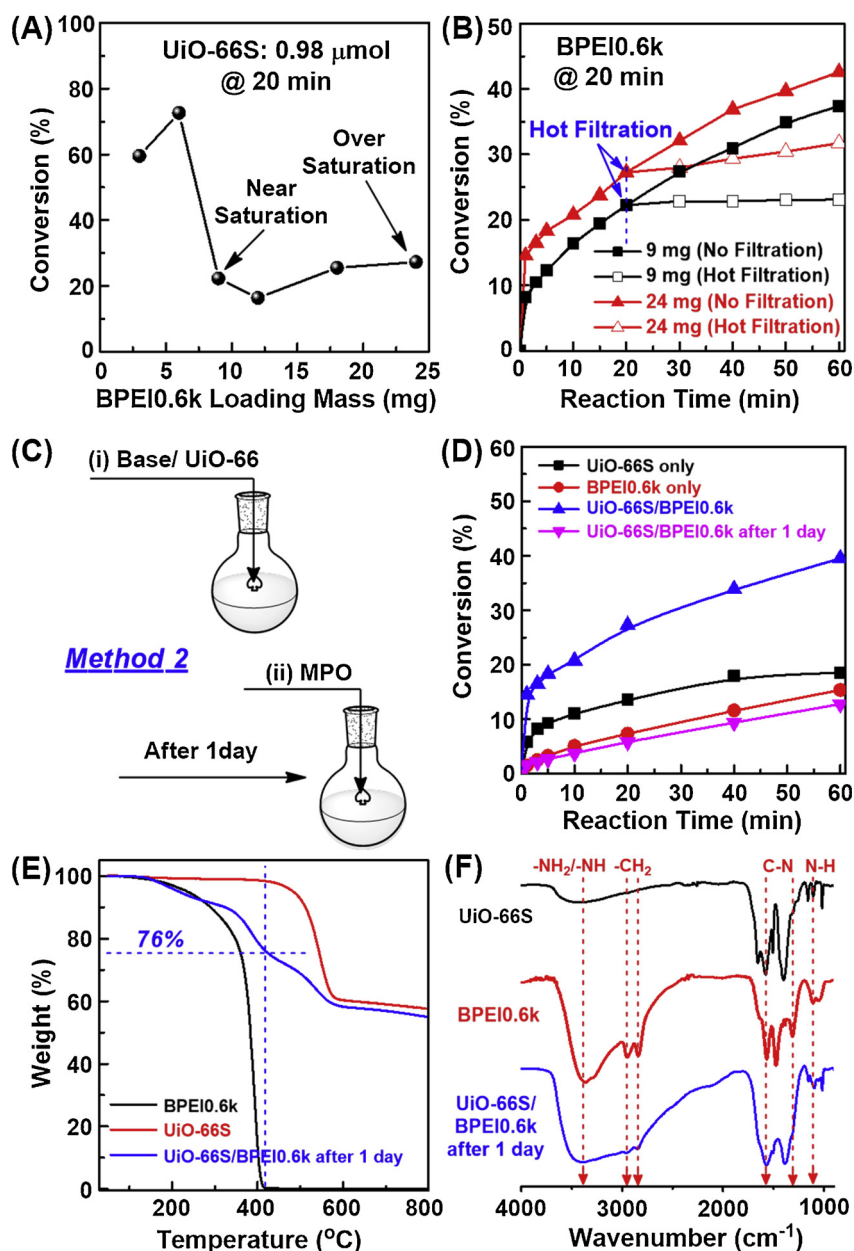 (A)
UiO-66S: 0.98 μmol
@ 20 min
Over
Saturation
Near
Saturation
Conversion (%)
100
80
60
40
20
0
0 5 10 15 20 25
BPEI0.6k Loading Mass (mg)
(B)
BPEI0.6k
@ 20 min
Hot Filtration
9 mg (No Filtration)
9 mg (Hot Filtration)
24 mg (No Filtration)
24 mg (Hot Filtration)
Conversion (%)
50
40
30
20
10
0
0 10 20 30 40 50 60
Reaction Time (min)
(C)
(i) Base/ UiO-66
Method 2
(ii) MPO
After 1day
(D)
UiO-66S only
BPEI0.6k only
UiO-66S/BPEI0.6k
UiO-66S/BPEI0.6k after 1 day
Conversion (%)
60
50
40
30
20
10
0
0 10 20 30 40 50 60
Reaction Time (min)
(E)
76%
BPEI0.6k
UiO-66S
UiO-66S/BPEI0.6k after 1 day
Weight (%)
100
80
60
40
20
0
200 400 600 800
Temperature (°C)
(F)
-NH2/-NH -CH2 C-N N-H
UiO-66S
BPEI0.6k
UiO-66S/
BPEI0.6k
after 1 day
4000 3000 2000 1000
Wavenumber (cm-1)